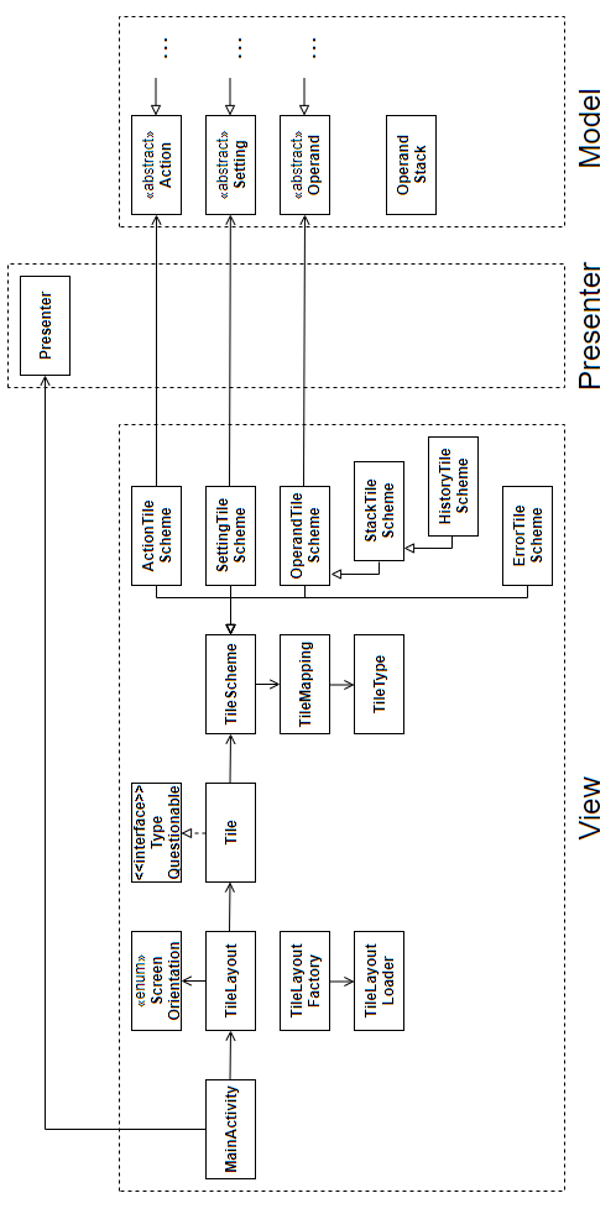 MainActivity
«enum»
Screen
Orientation
TileLayout
TileLayout
Factory
TileLayout
Loader
<<interface>>
Type
Questionable
Tile
TileScheme
TileMapping
TileType
ActionTile
Scheme
SettingTile
Scheme
OperandTile
Scheme
StackTile
Scheme
HistoryTile
Scheme
ErrorTile
Scheme
View
Presenter
Presenter
«abstract»
Action
...
«abstract»
Setting
...
«abstract»
Operand
...
Operand
Stack
Model